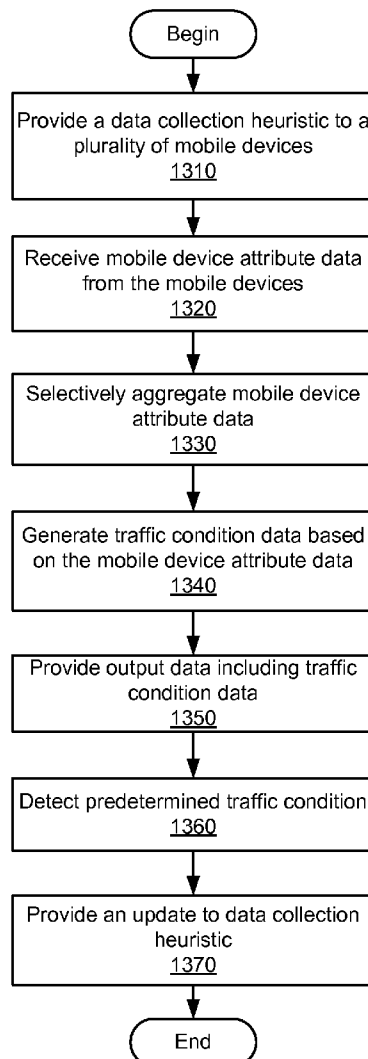 Begin
Provide a data collection heuristic to a
plurality of mobile devices
1310
Receive mobile device attribute data
from the mobile devices
1320
Selectively aggregate mobile device
attribute data
1330
Generate traffic condition data based
on the mobile device attribute data
1340
Provide output data including traffic
condition data
1350
Detect predetermined traffic condition
1360
Provide an update to data collection
heuristic
1370
End